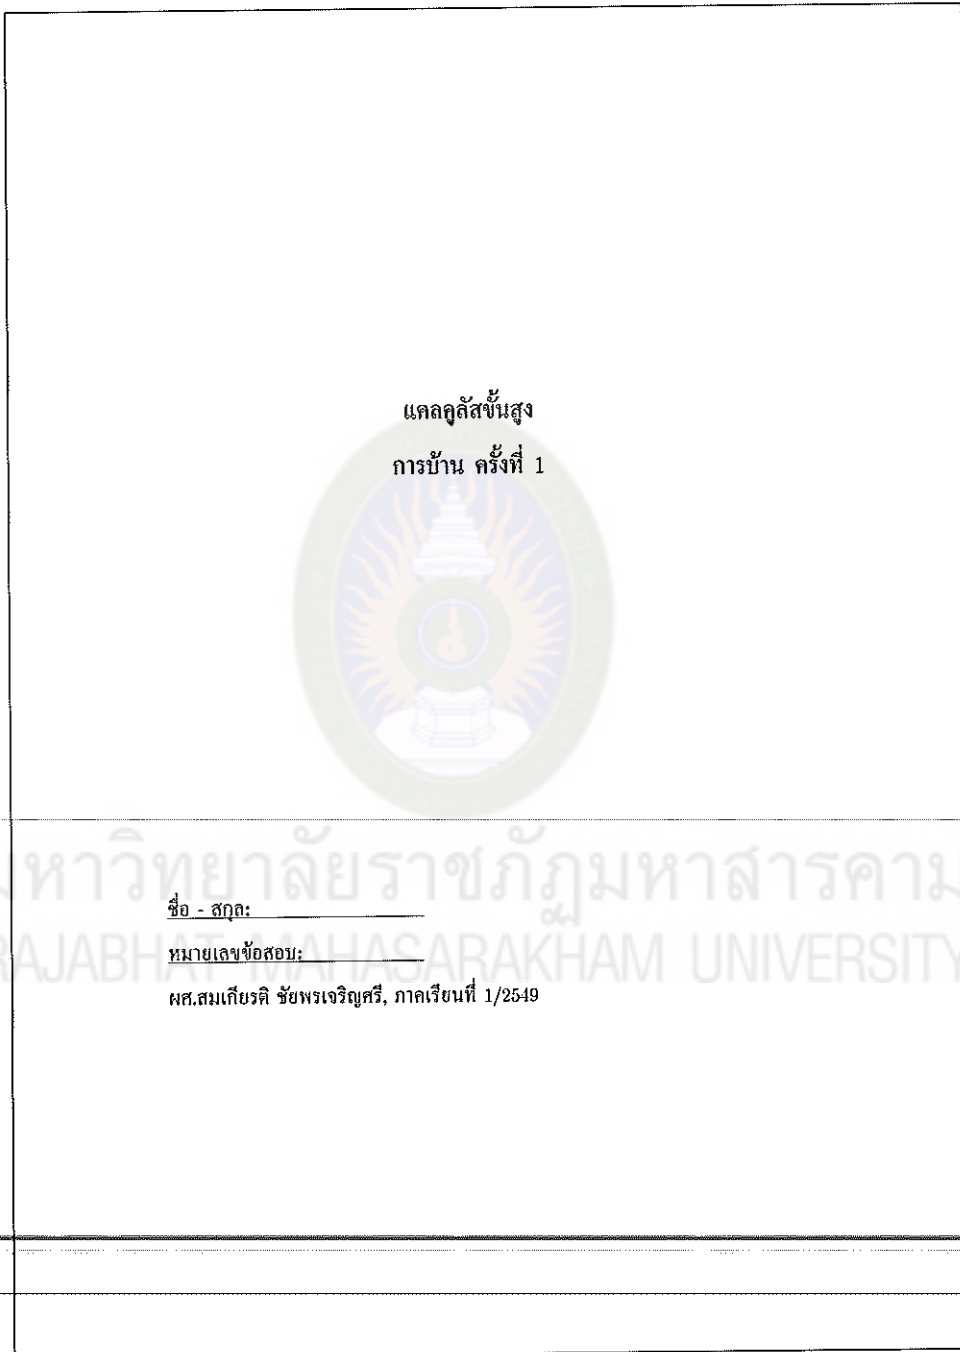 แคลคูลัสขั้นสูง
การบ้าน ครั้งที่ 1
มหาวิทยาลัยราชภัฏมหาสารคาม
RAJABHAT MAHASARAKHAM UNIVERSITY
ชื่อ - สกุล:
หมายเลขข้อสอบ:
ผศ.สมเกียรติ ชัยพรเจริญศรี, ภาคเรียนที่ 1/2549